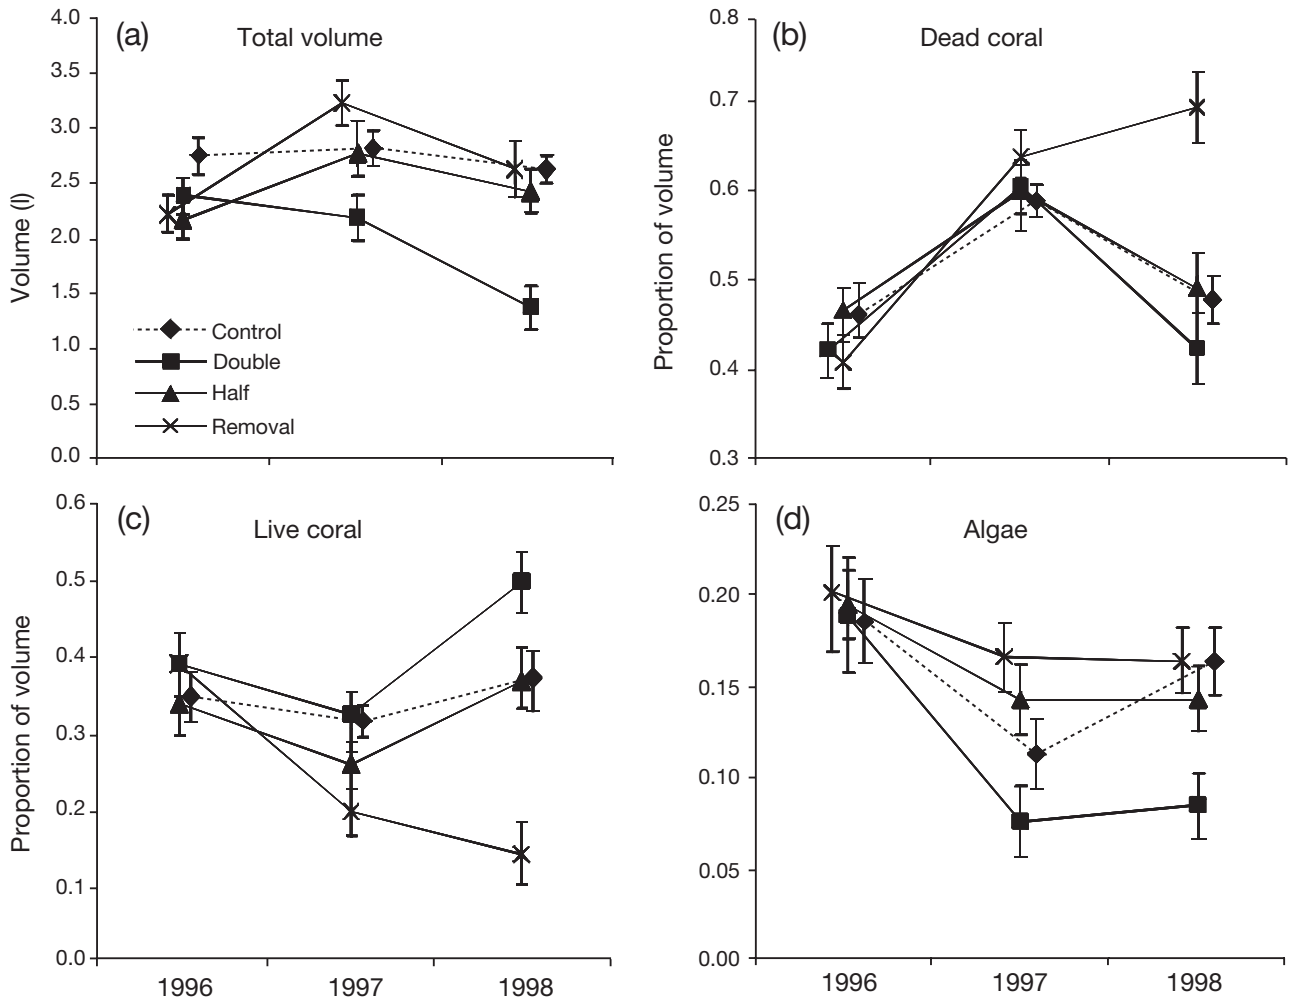 (a) Total volume
Volume (l)
4.0
3.5
3.0
2.5
2.0
1.5
1.0
0.5
0.0
Control
Double
Half
Removal
(b) Dead coral
Proportion of volume
0.8
0.7
0.6
0.5
0.4
0.3
(c) Live coral
Proportion of volume
0.6
0.5
0.4
0.3
0.2
0.1
0.0
1996 1997 1998
(d) Algae
0.25
0.20
0.15
0.10
0.05
0.00
1996 1997 1998